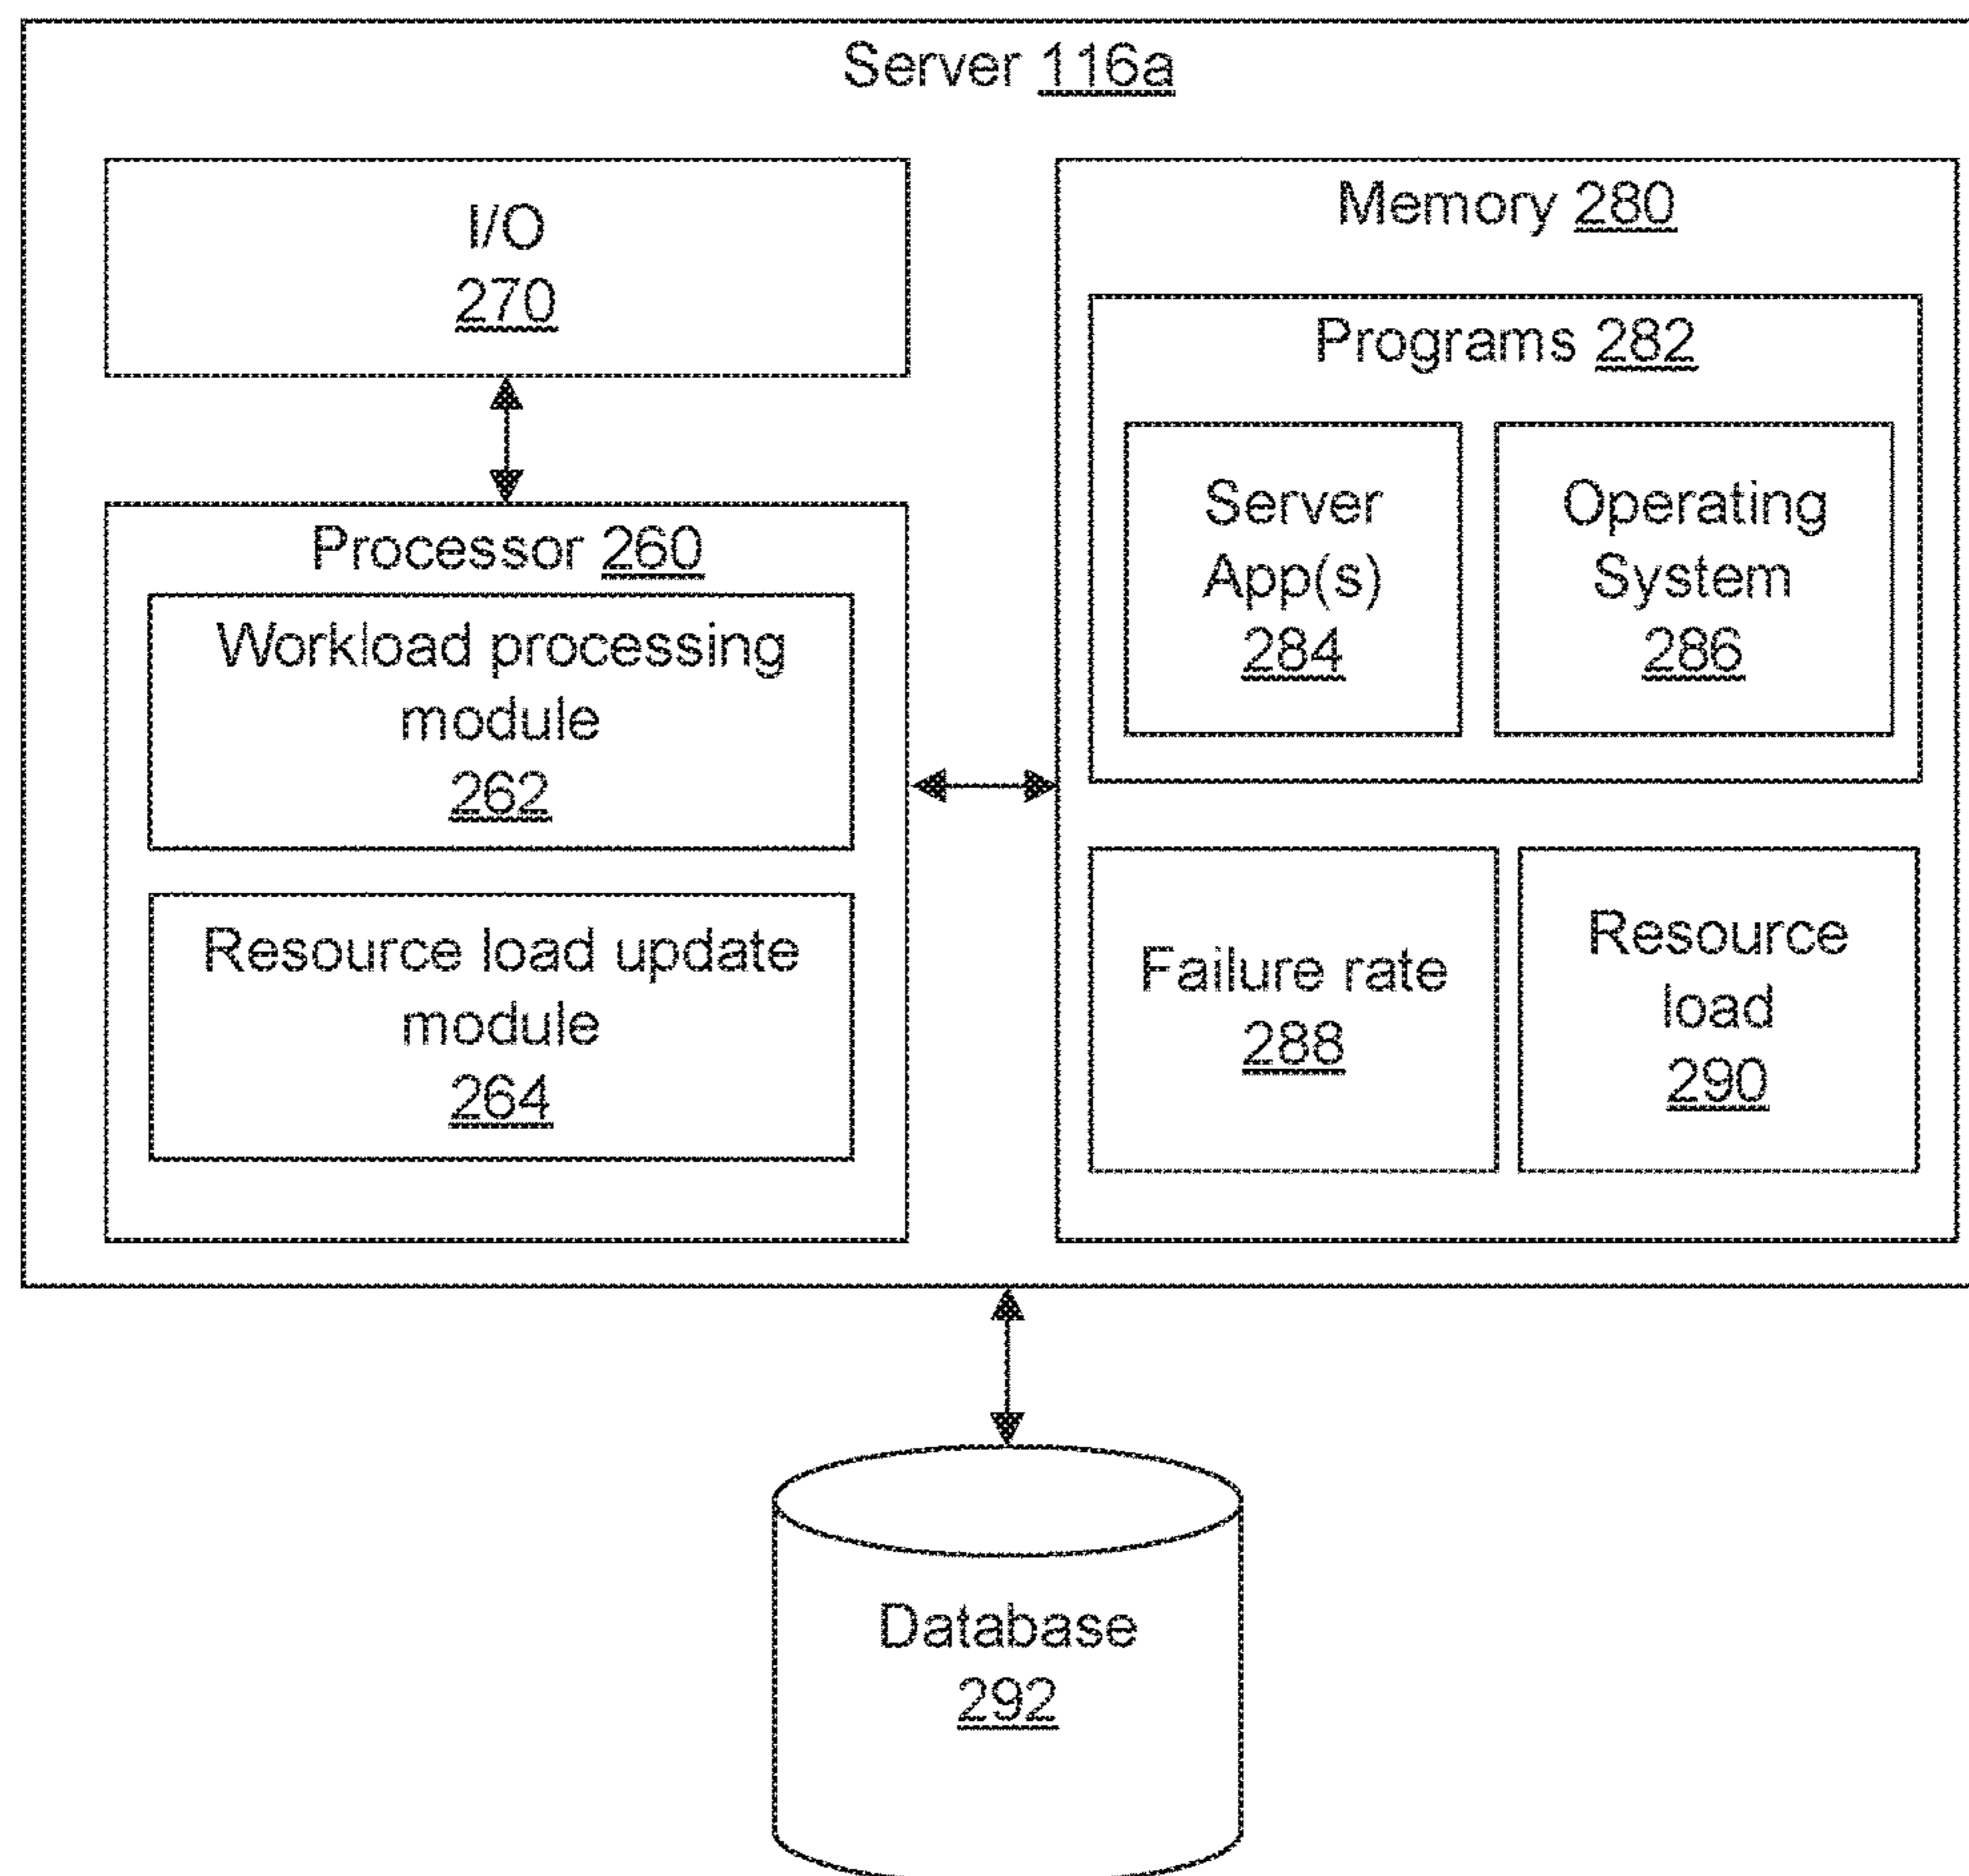 Server 116a
I/O
270
Processor 260
Workload processing
module
262
Resource load update
module
264
Memory 280
Programs 282
Server
App(s)
284
Operating
System
286
Failure rate
288
Resource
load
290
Database
292